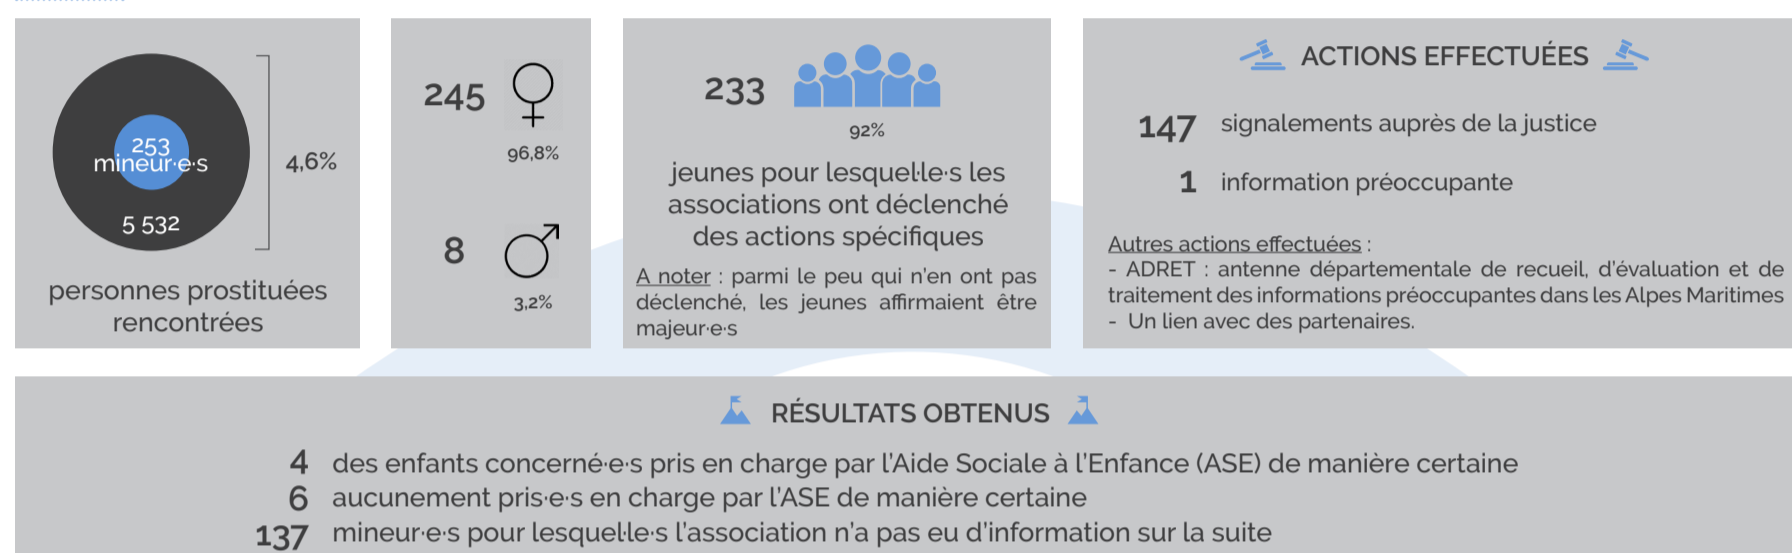 253
mineur·e·s
4,6%
5 532
personnes prostituées
rencontrées
245
96,8%
8
3,2%
233
92%
jeunes pour lesquel·le·s les
associations ont déclenché
des actions spécifiques
A noter : parmi le peu qui n'en ont pas
déclenché, les jeunes affirmaient être
majeur·e·s
ACTIONS EFFECTUÉES
147 signalements auprès de la justice
1 information préoccupante
Autres actions effectuées :
- ADRET : antenne départementale de recueil, d'évaluation et de
traitement des informations préoccupantes dans les Alpes Maritimes
- Un lien avec des partenaires.
RÉSULTATS OBTENUS
4 des enfants concerné·e·s pris en charge par l'Aide Sociale à l'Enfance (ASE) de manière certaine
6 aucunement pris·e·s en charge par l'ASE de manière certaine
137 mineur·e·s pour lesquel·le·s l'association n'a pas eu d'information sur la suite